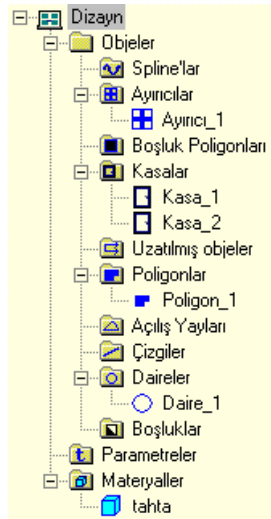 Dizayn
Objeler
Spline'lar
Ayırıcılar
Ayırıcı_1
Boşluk Poligonları
Kasalar
Kasa_1
Kasa_2
Uzatılmış objeler
Poligonlar
Poligon_1
Açılış Yayları
Çizgiler
Daireler
Daire_1
Boşluklar
Parametreler
Materyaller
tahta